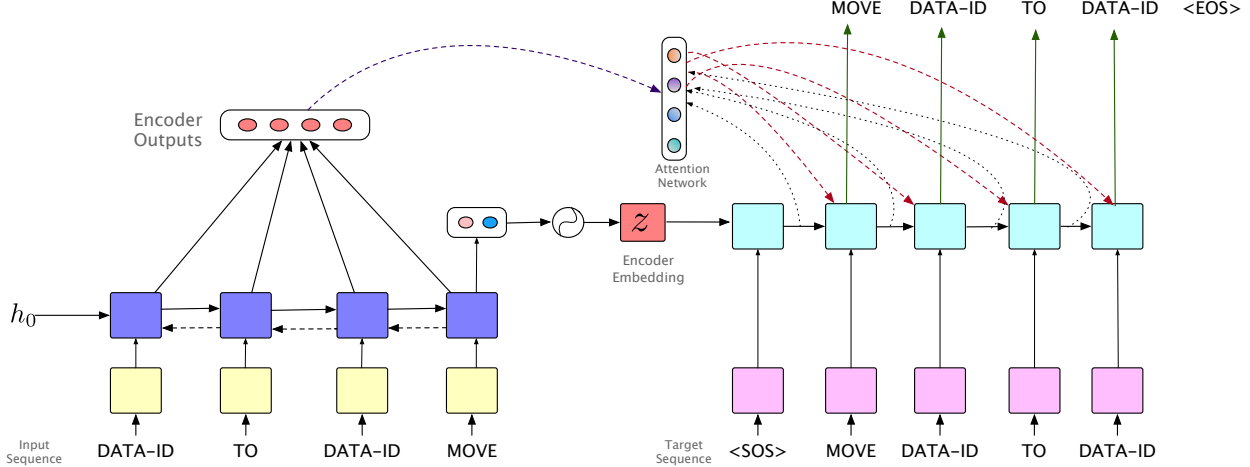 MOVE DATA-ID TO DATA-ID <EOS>
Encoder
Outputs
Attention
Network
z
Encoder
Embedding
h0
Input
Sequence
DATA-ID TO DATA-ID MOVE
Target
Sequence
<SOS> MOVE DATA-ID TO DATA-ID